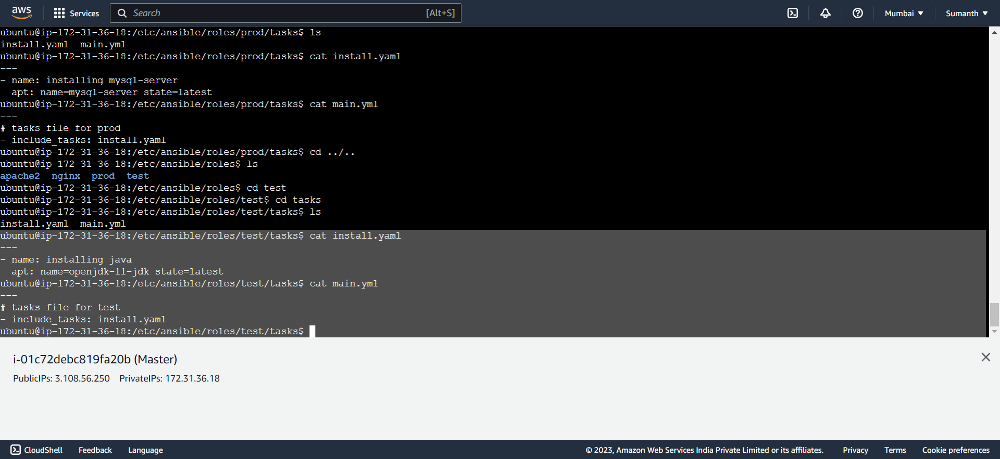 aws
Services
Search [Alt+S]
Mumbai ▼
Sumanth ▼
ubuntu@ip-172-31-36-18:/etc/ansible/roles/prod/tasks$ ls
install.yaml  main.yml
ubuntu@ip-172-31-36-18:/etc/ansible/roles/prod/tasks$ cat install.yaml
---
- name: installing mysql-server
  apt: name=mysql-server state=latest
ubuntu@ip-172-31-36-18:/etc/ansible/roles/prod/tasks$ cat main.yml
---
# tasks file for prod
- include_tasks: install.yaml
ubuntu@ip-172-31-36-18:/etc/ansible/roles/prod/tasks$ cd ../..
ubuntu@ip-172-31-36-18:/etc/ansible/roles$ ls
apache2  nginx  prod  test
ubuntu@ip-172-31-36-18:/etc/ansible/roles$ cd test
ubuntu@ip-172-31-36-18:/etc/ansible/roles/test$ cd tasks
ubuntu@ip-172-31-36-18:/etc/ansible/roles/test/tasks$ ls
install.yaml  main.yml
ubuntu@ip-172-31-36-18:/etc/ansible/roles/test/tasks$ cat install.yaml
---
- name: installing java
  apt: name=openjdk-11-jdk state=latest
ubuntu@ip-172-31-36-18:/etc/ansible/roles/test/tasks$ cat main.yml
---
# tasks file for test
- include_tasks: install.yaml
ubuntu@ip-172-31-36-18:/etc/ansible/roles/test/tasks$
i-01c72debc819fa20b (Master)
PublicIPs: 3.108.56.250  PrivateIPs: 172.31.36.18
CloudShell  Feedback  Language  © 2023, Amazon Web Services India Private Limited or its affiliates.  Privacy  Terms  Cookie preferences